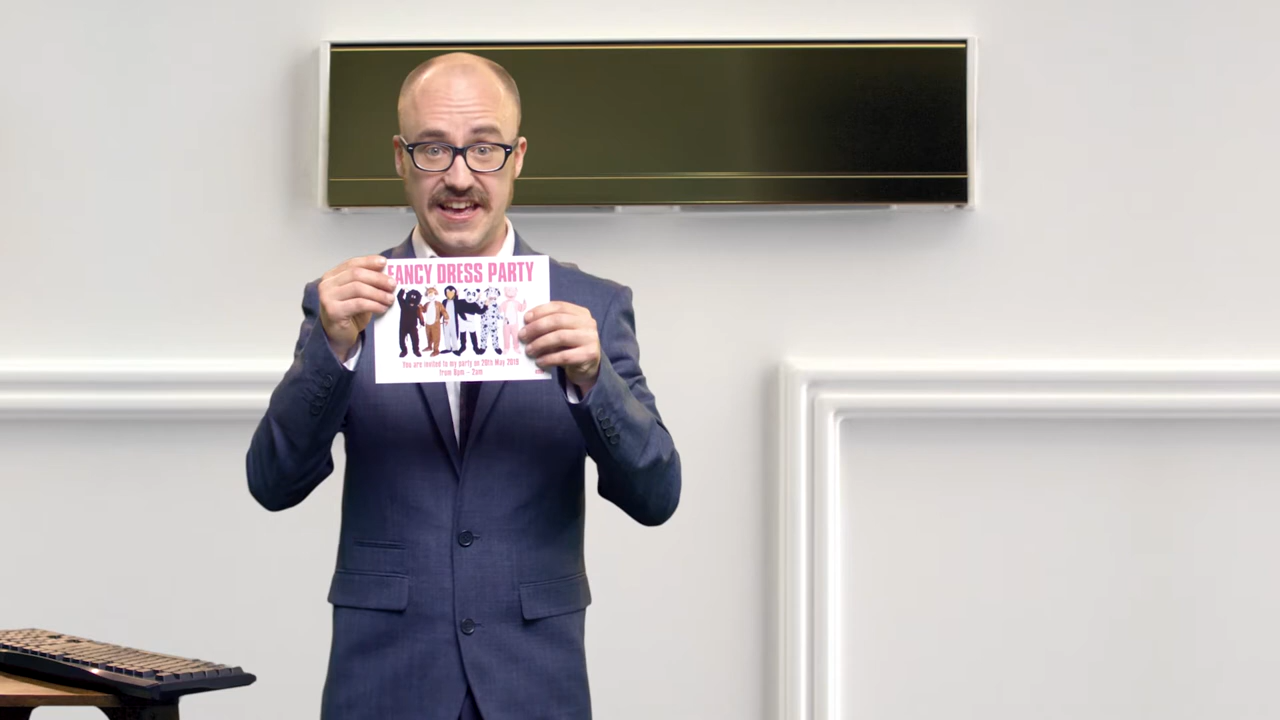 FANCY DRESS PARTY
You are invited to my party on 20th May 2018
from 8pm - 2am